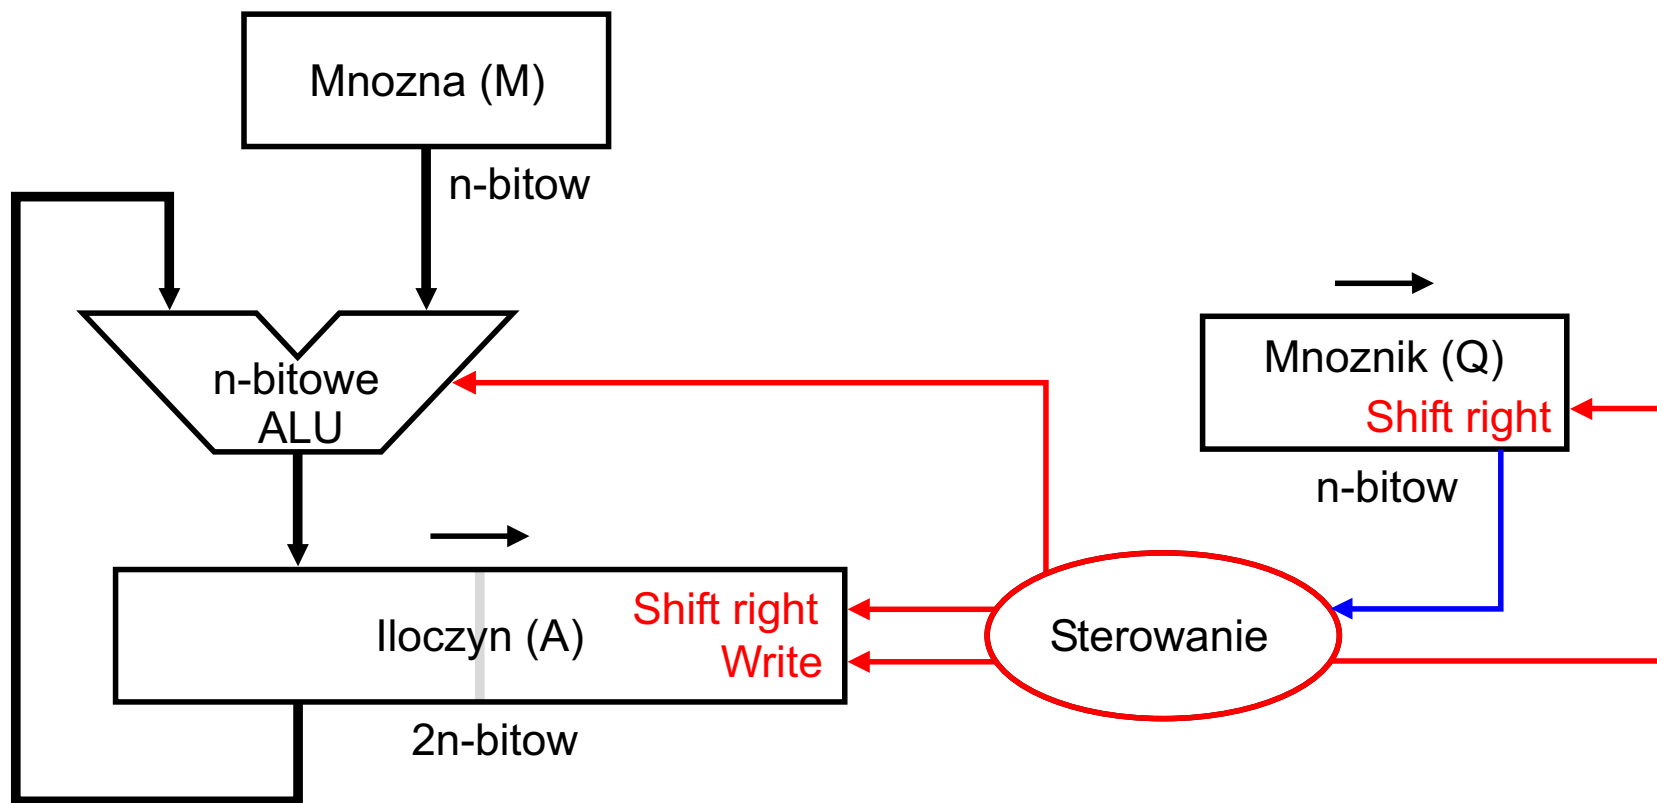 Mnozna (M)
n-bitow
n-bitowe
ALU
Mnoznik (Q)
Shift right
n-bitow
Iloczyn (A)
Shift right
Write
Sterowanie
2n-bitow